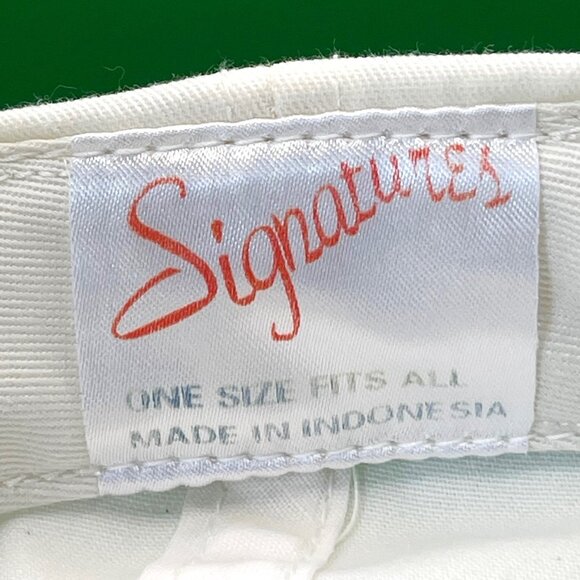 Signatures
ONE SIZE FITS ALL
MADE IN INDONESIA